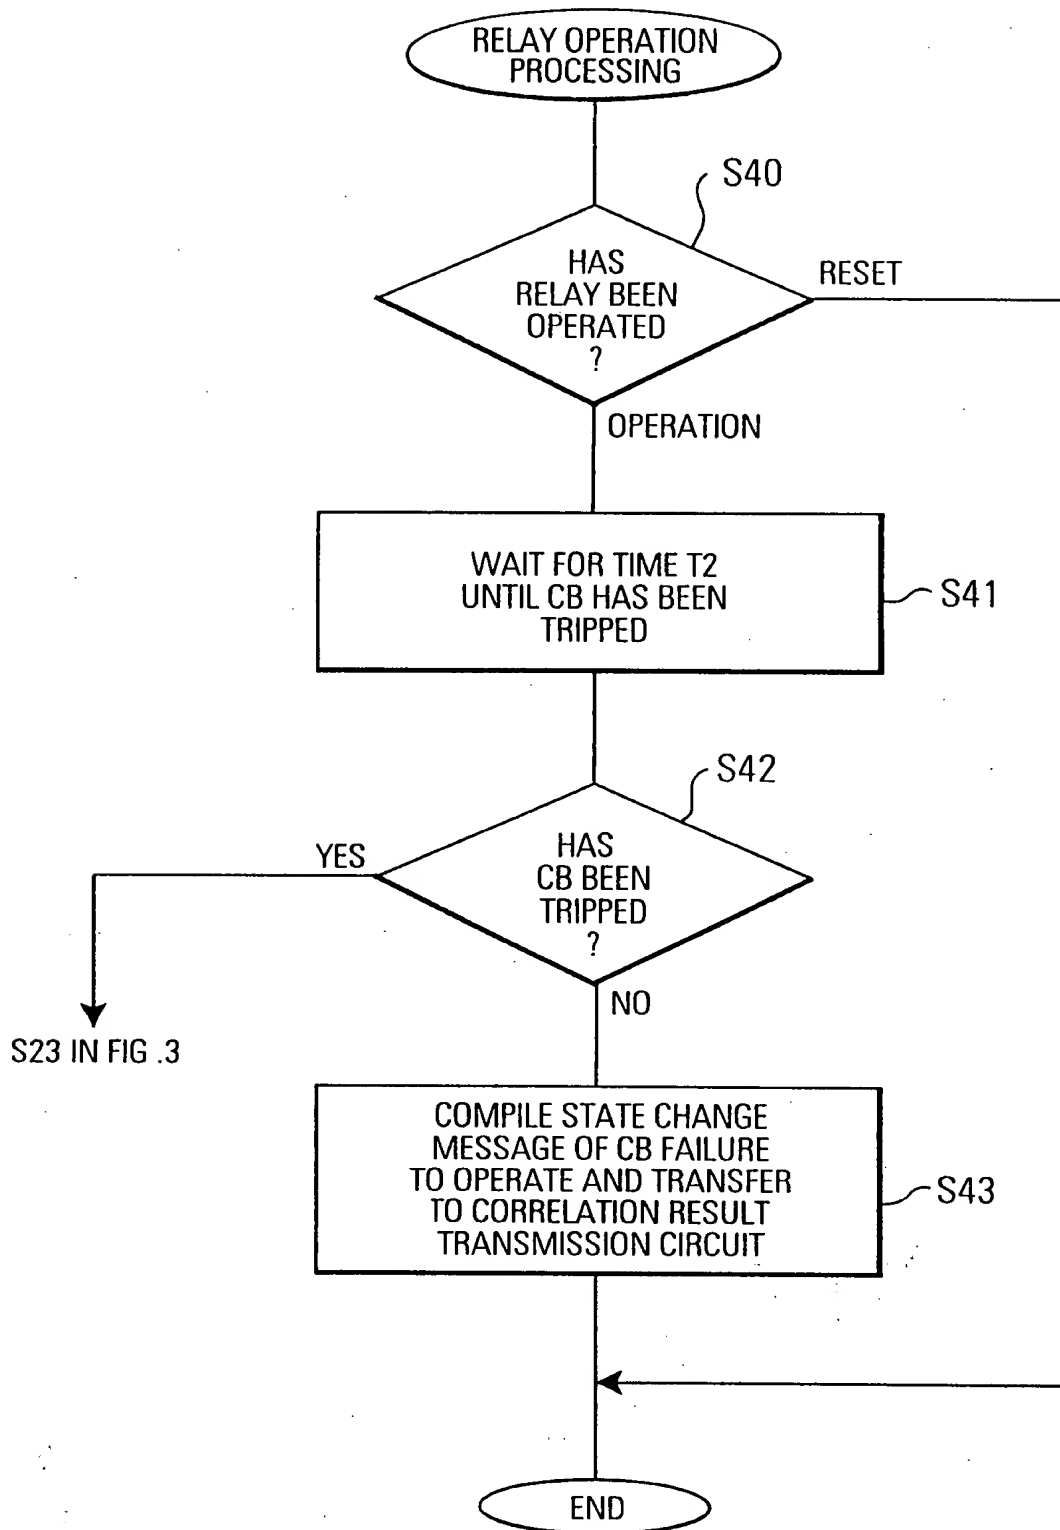 RELAY OPERATION
PROCESSING
S40
HAS
RELAY BEEN
OPERATED
?
RESET
OPERATION
WAIT FOR TIME T2
UNTIL CB HAS BEEN
TRIPPED
S41
S42
YES
HAS
CB BEEN
TRIPPED
?
NO
S23 IN FIG .3
COMPILE STATE CHANGE
MESSAGE OF CB FAILURE
TO OPERATE AND TRANSFER
TO CORRELATION RESULT
TRANSMISSION CIRCUIT
S43
END